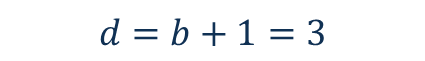 d = b + 1 = 3